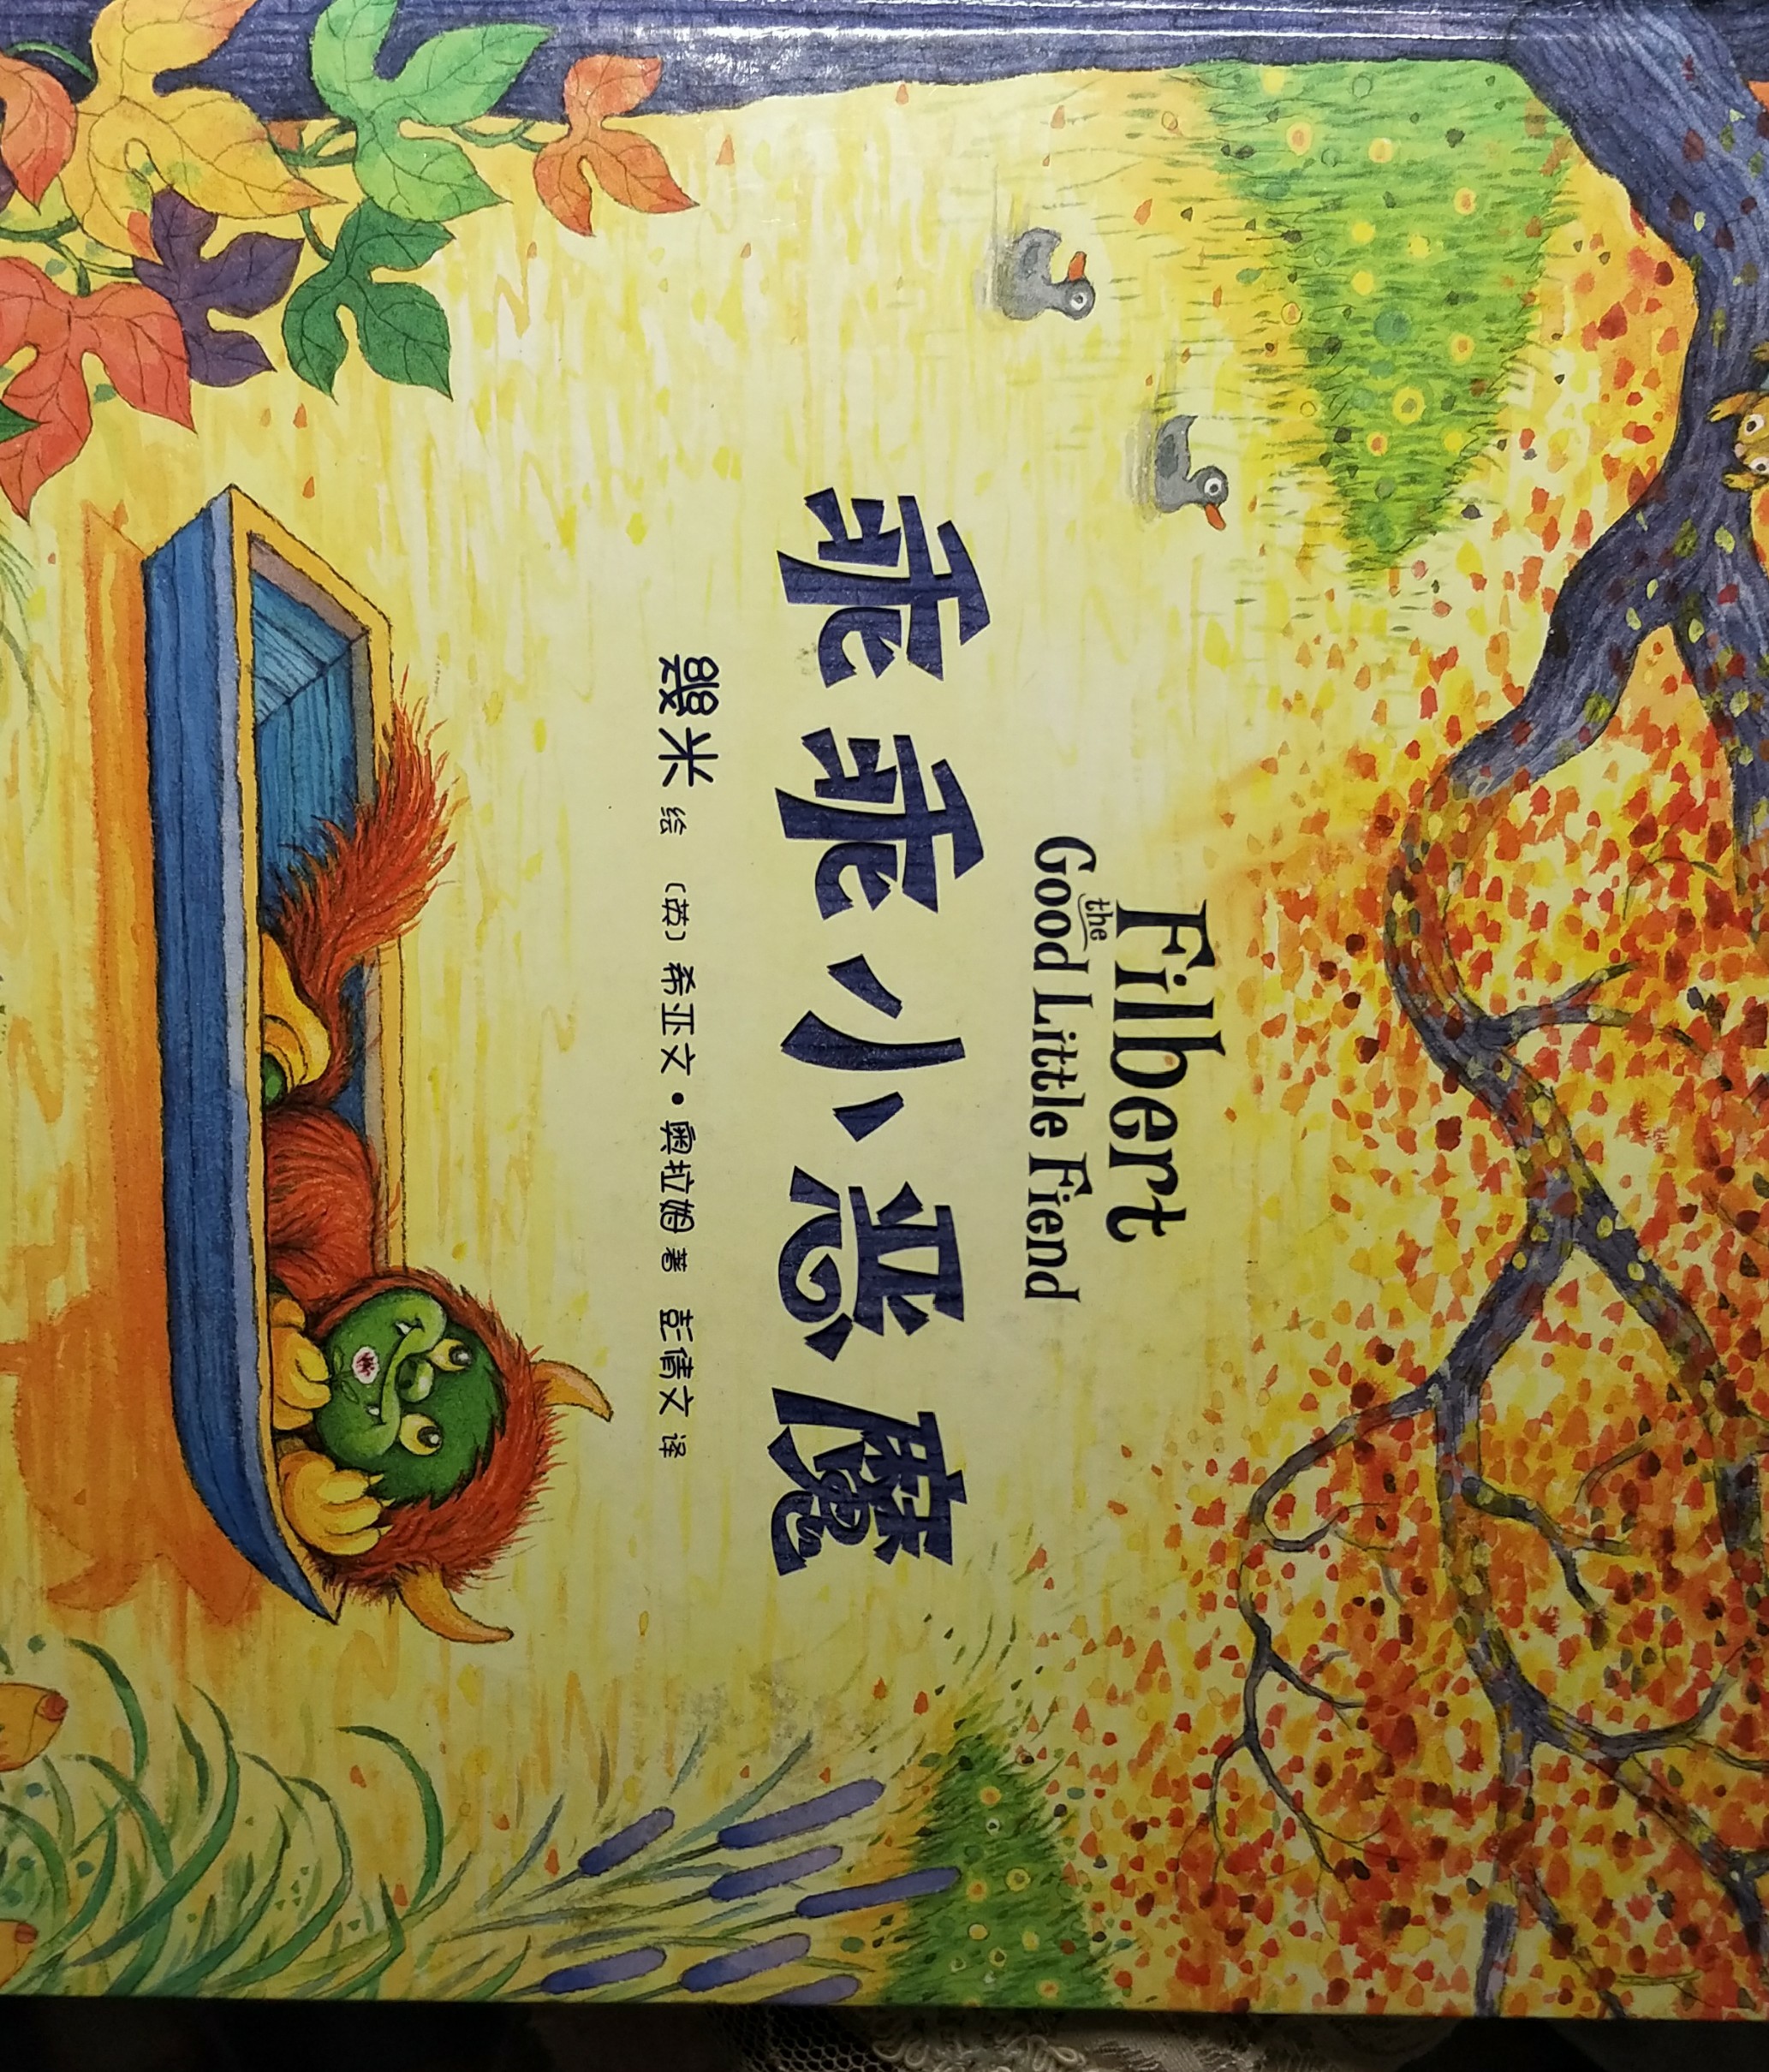 Filbert
the
Good Little Fiend
乖乖小恶魔
幾米 绘 〔英〕希亚文·奥拉姆 著 彭倩文 译